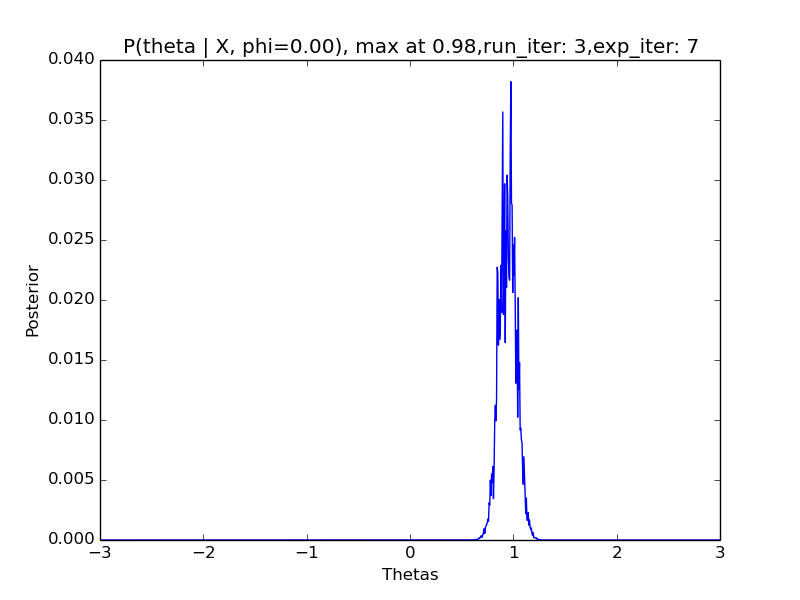 P(theta | X, phi=0.00), max at 0.98,run_iter: 3,exp_iter: 7
0.040
0.035
0.030
0.025
0.020
0.015
0.010
0.005
0.000
Posterior
−3 −2 −1 0 1 2 3
Thetas